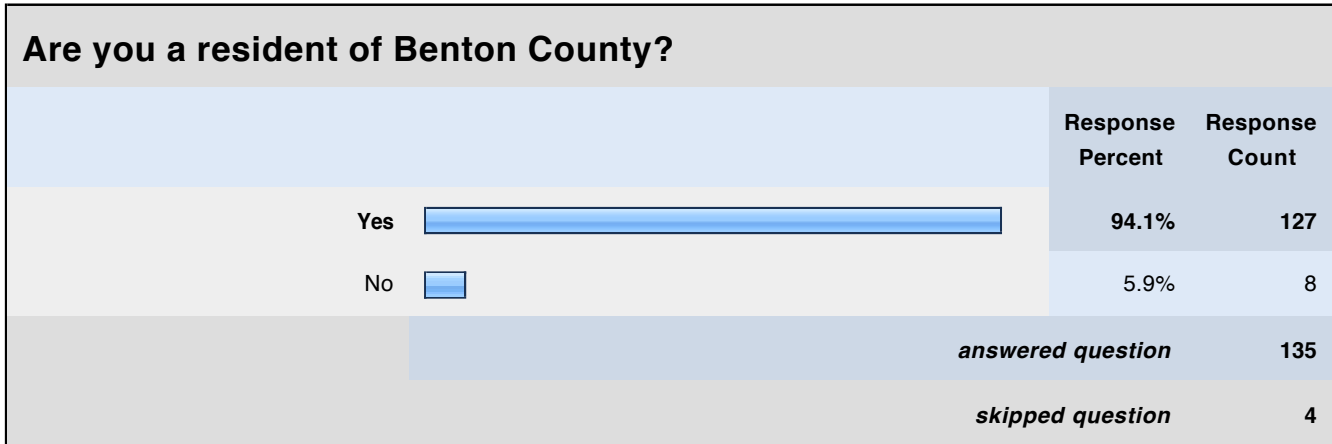 Are you a resident of Benton County?
Response Percent Response Count
Yes 94.1% 127
No 5.9% 8
answered question 135
skipped question 4